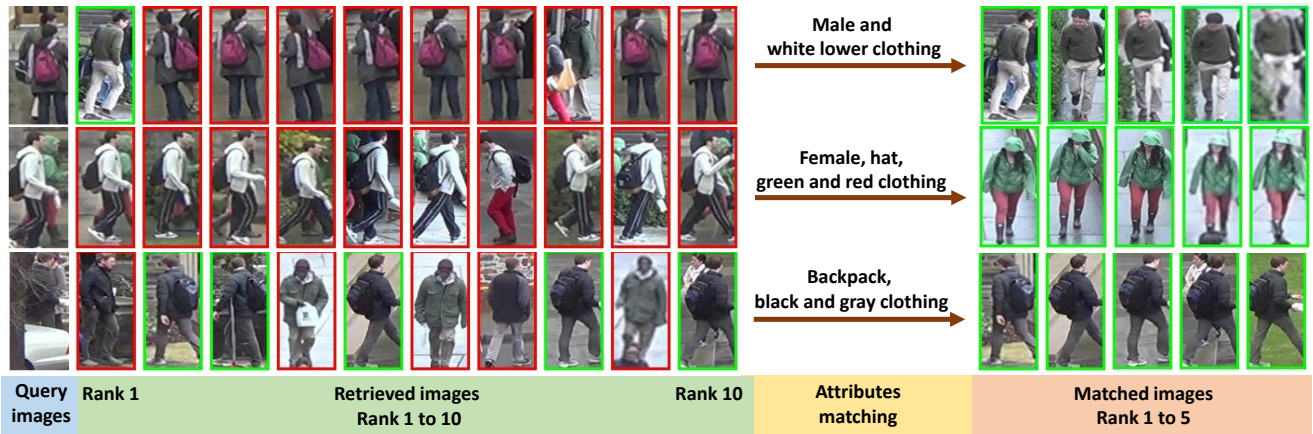 Male and
white lower clothing
Female, hat,
green and red clothing
Backpack,
black and gray clothing
Query
images
Rank 1
Retrieved images
Rank 1 to 10
Rank 10
Attributes
matching
Matched images
Rank 1 to 5